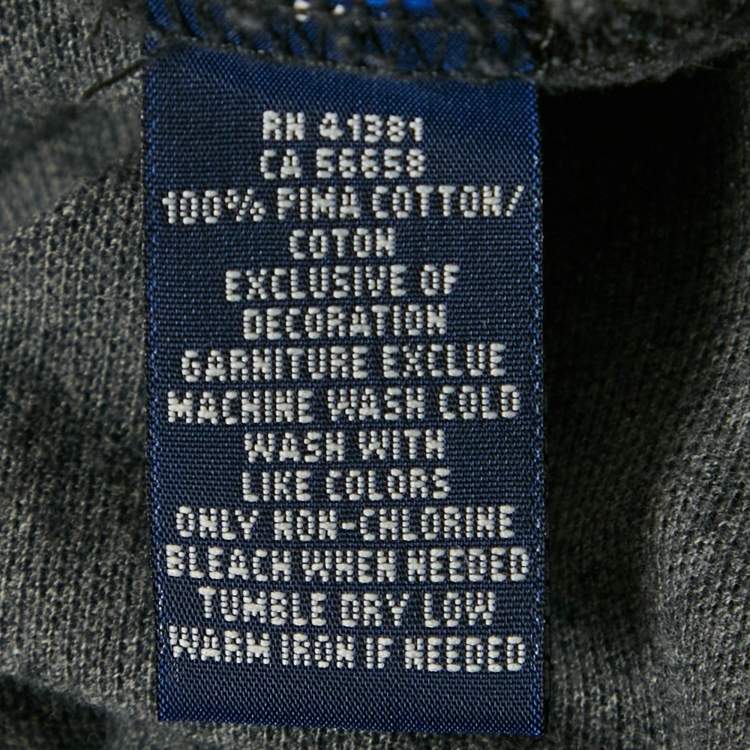 RN 41381
CA 56658
100% PIMA COTTON/
COTON
EXCLUSIVE OF
DECORATION
GARNITURE EXCLUE
MACHINE WASH COLD
WASH WITH
LIKE COLORS
ONLY NON-CHLORINE
BLEACH WHEN NEEDED
TUMBLE DRY LOW
WARM IRON IF NEEDED